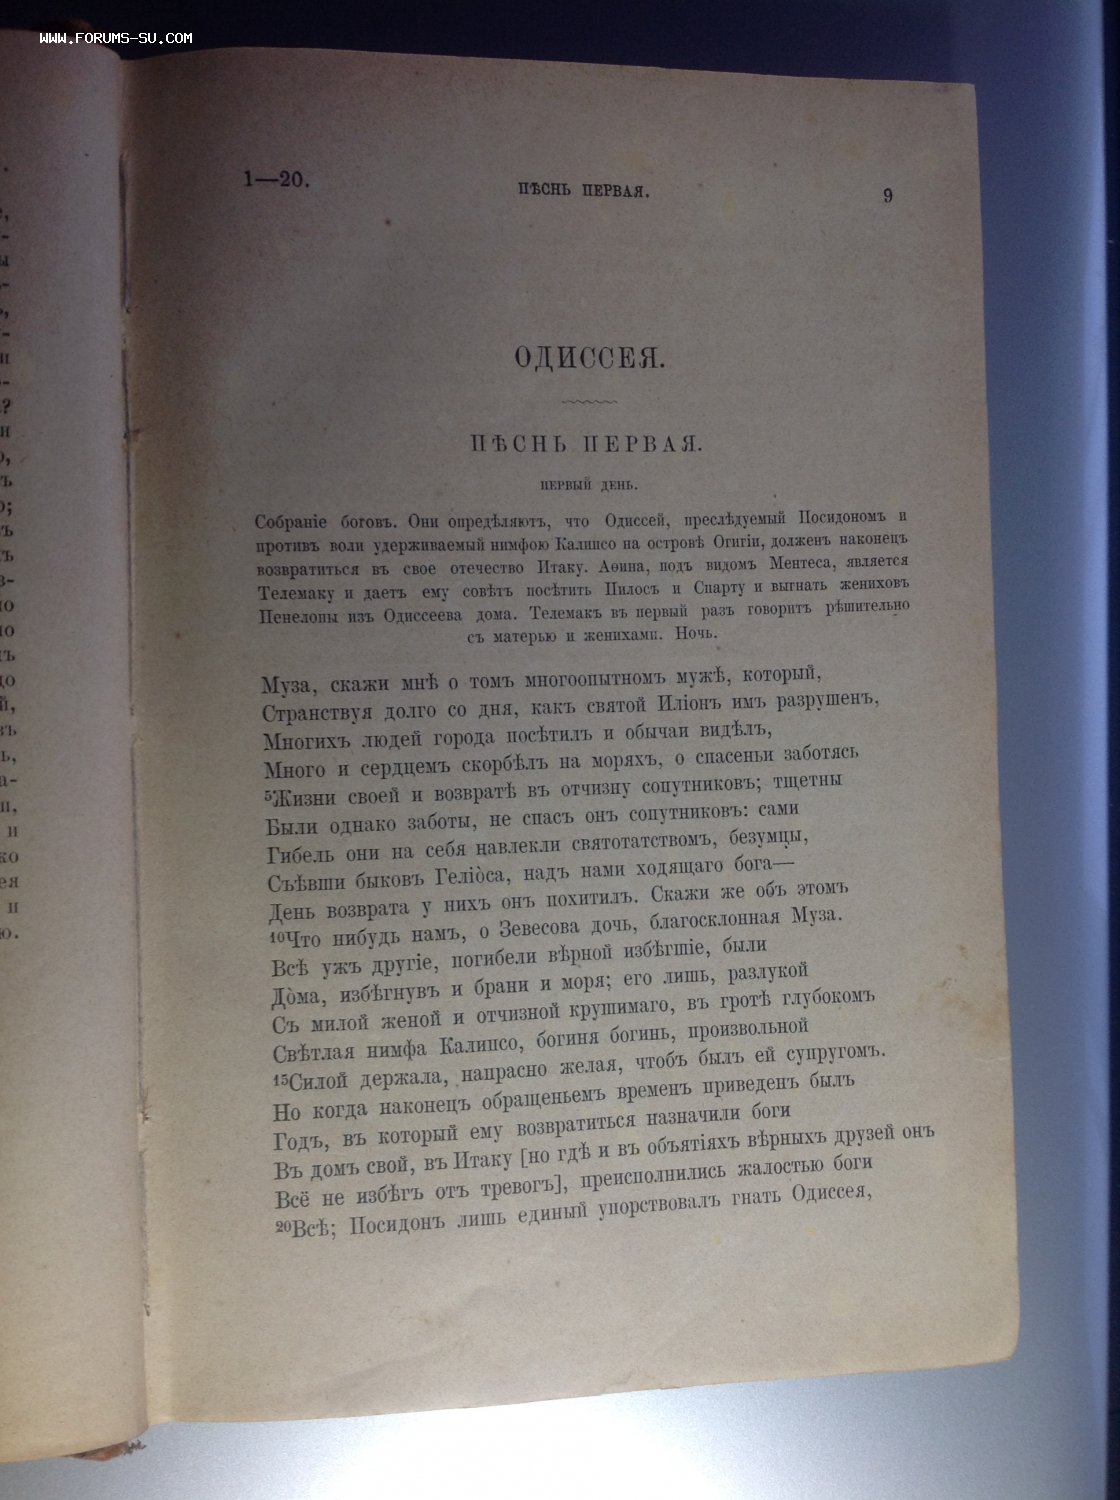 WWW.FORUMS-SU.COM
1—20.
ПѢСНЬ ПЕРВАЯ.
9
ОДИССЕЯ.
ПѢСНЬ ПЕРВАЯ.
ПЕРВЫЙ ДЕНЬ.
Собраніе боговъ. Они опредѣляютъ, что Одиссей, преслѣдуемый Посидономъ и
противъ воли удерживаемый нимфою Калипсо на островѣ Огигіи, долженъ наконецъ
возвратиться въ свое отечество Итаку. Аѳина, подъ видомъ Ментеса, является
Телемаку и даетъ ему совѣтъ посѣтить Пилосъ и Спарту и выгнать жениховъ
Пенелопы изъ Одиссеева дома. Телемакъ въ первый разъ говоритъ рѣшительно
съ матерью и женихами. Ночь.
Муза, скажи мнѣ о томъ многоопытномъ мужѣ, который,
Странствуя долго со дня, какъ святой Иліонъ имъ разрушенъ,
Многихъ людей города посѣтилъ и обычаи видѣлъ,
Много и сердцемъ скорбѣлъ на моряхъ, о спасеньи заботясь
5Жизни своей и возвратѣ въ отчизну сопутниковъ; тщетны
Были однако заботы, не спасъ онъ сопутниковъ: сами
Гибель они на себя навлекли святотатствомъ, безумцы,
Съѣвши быковъ Геліо̀са, надъ нами ходящаго бога—
День возврата у нихъ онъ похитилъ. Скажи же объ этомъ
10Что нибудь намъ, о Зевесова дочь, благосклонная Муза.
Всѣ ужъ другіе, погибели вѣрной избѣгшіе, были
До̀ма, избѣгнувъ и брани и моря; его лишь, разлукой
Съ милой женой и отчизной крушимаго, въ гротѣ глубокомъ
Свѣтлая нимфа Калипсо, богиня богинь, произвольной
15Силой держала, напрасно желая, чтобъ былъ ей супругомъ.
Но когда наконецъ обращеньемъ временъ приведенъ былъ
Годъ, въ который ему возвратиться назначили боги
Въ домъ свой, въ Итаку [но гдѣ и въ объятіяхъ вѣрныхъ друзей онъ
Всё не избѣгъ отъ тревогъ], преисполнились жалостью боги
20Всѣ; Посидонъ лишь единый упорствовалъ гнать Одиссея,